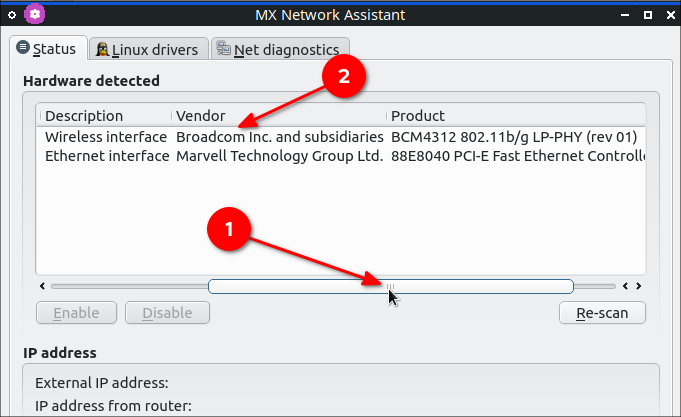 MX Network Assistant
Status Linux drivers Net diagnostics
Hardware detected
2
Description Vendor Product
Wireless interface Broadcom Inc. and subsidiaries BCM4312 802.11b/g LP-PHY (rev 01)
Ethernet interface Marvell Technology Group Ltd. 88E8040 PCI-E Fast Ethernet Controlle
1
Enable Disable Re-scan
IP address
External IP address:
IP address from router: